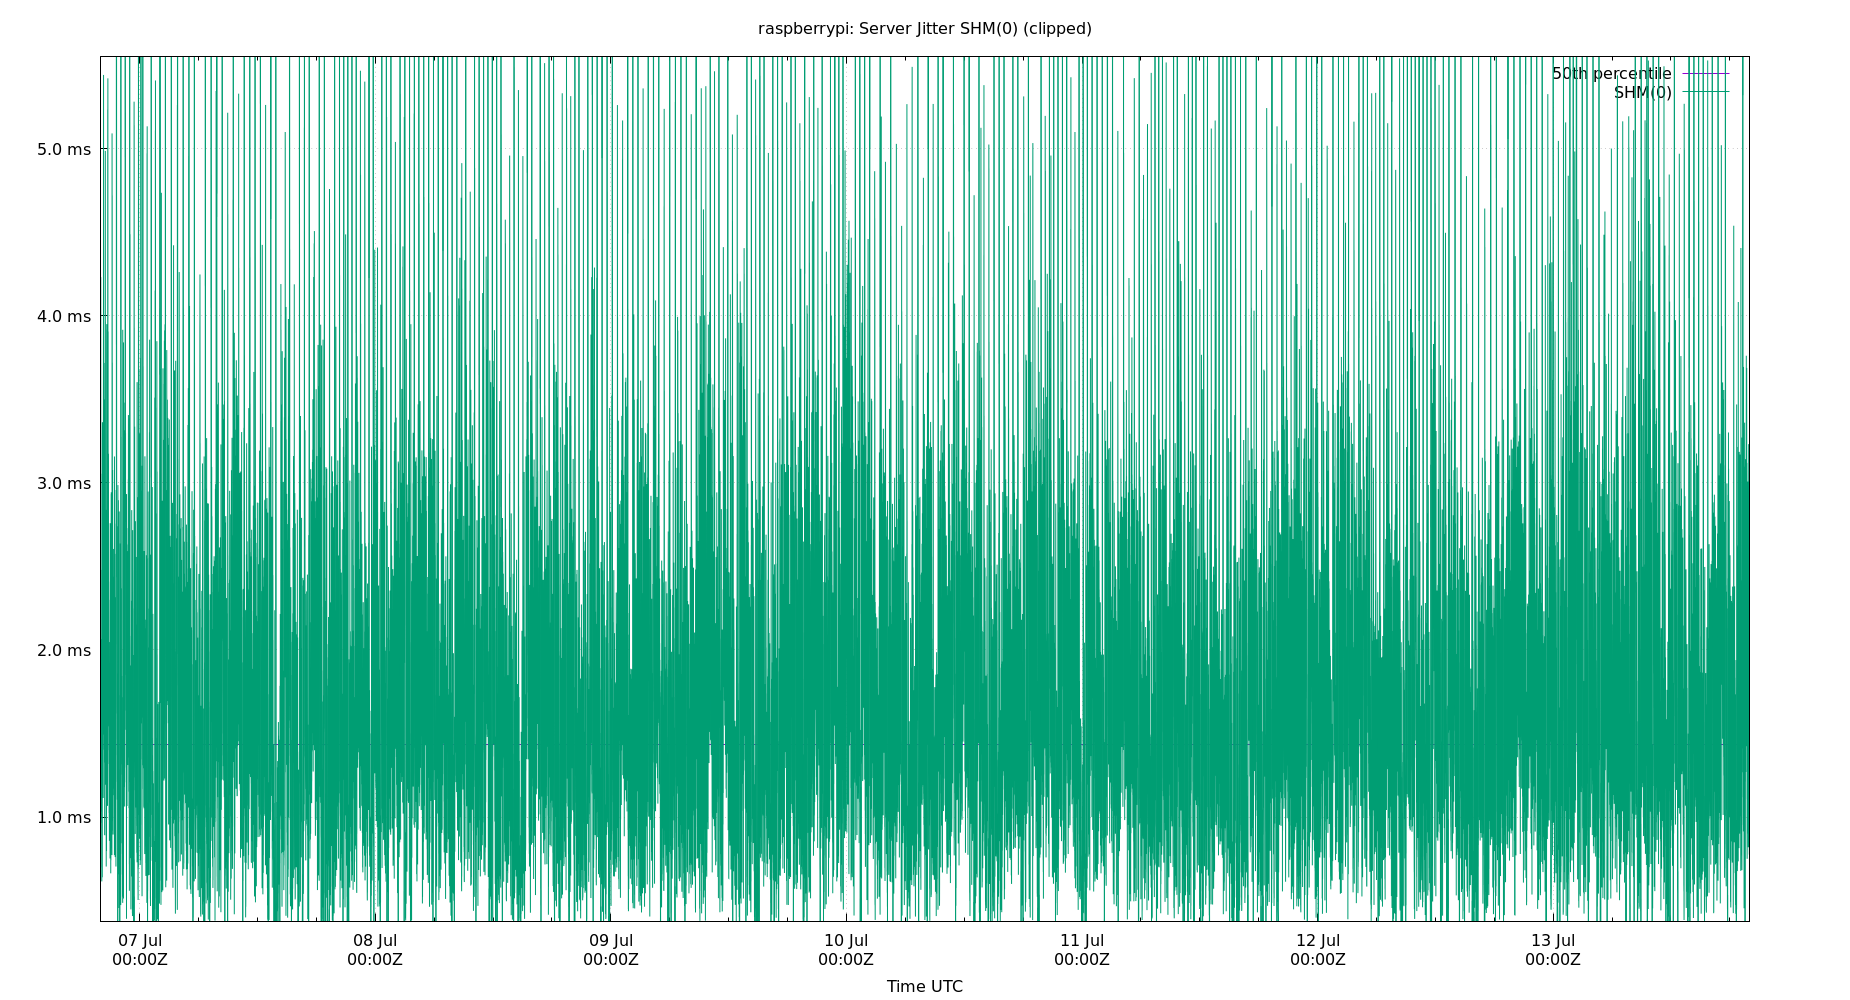 raspberrypi: Server Jitter SHM(0) (clipped)
50th percentile
SHM(0)
5.0 ms
4.0 ms
3.0 ms
2.0 ms
1.0 ms
07 Jul 08 Jul 09 Jul 10 Jul 11 Jul 12 Jul 13 Jul
00:00Z 00:00Z 00:00Z 00:00Z 00:00Z 00:00Z 00:00Z
Time UTC